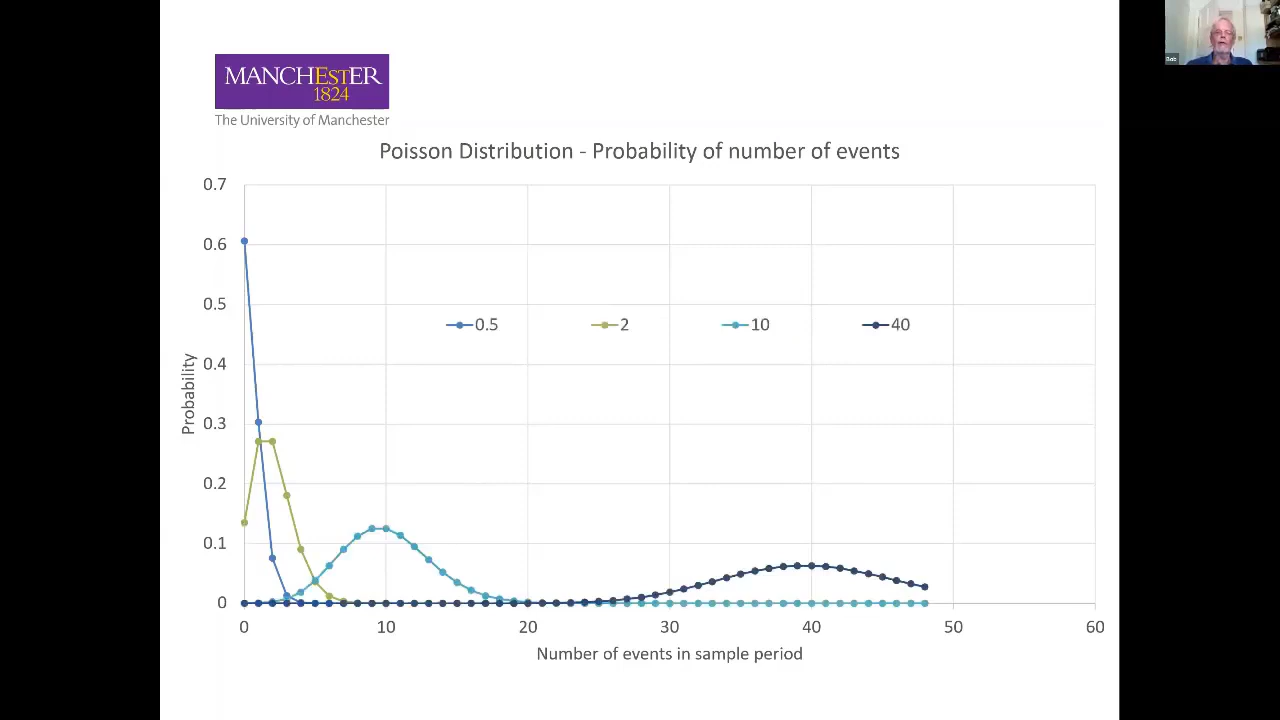 Bob
MANCHESTER
1824
The University of Manchester
Poisson Distribution - Probability of number of events
0.7
0.6
0.5
0.5 2 10 40
0.4
0.3
0.2
0.1
0
Probability
0 10 20 30 40 50 60
Number of events in sample period